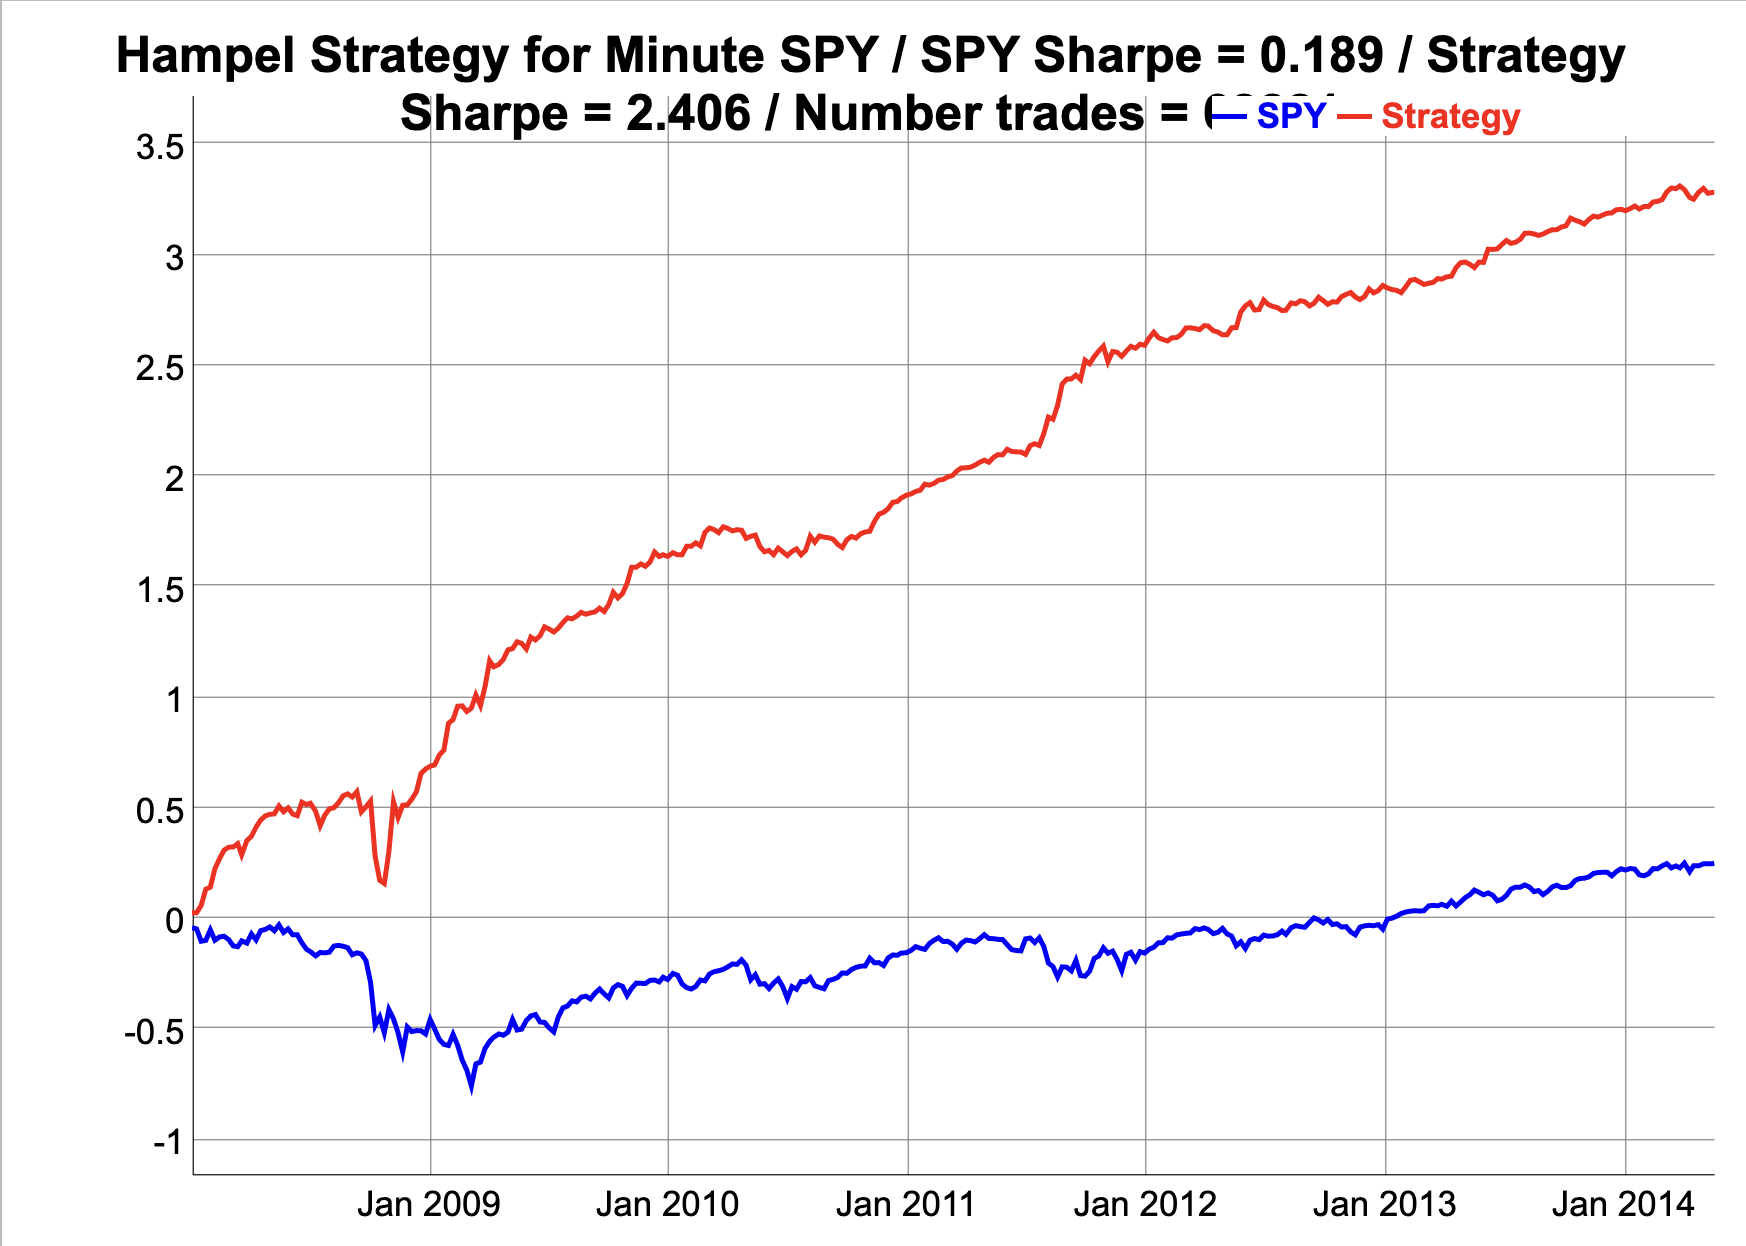 Hampel Strategy for Minute SPY / SPY Sharpe = 0.189 / Strategy
Sharpe = 2.406 / Number trades =
SPY Strategy
3.5
3
2.5
2
1.5
1
0.5
0
-0.5
-1
Jan 2009 Jan 2010 Jan 2011 Jan 2012 Jan 2013 Jan 2014